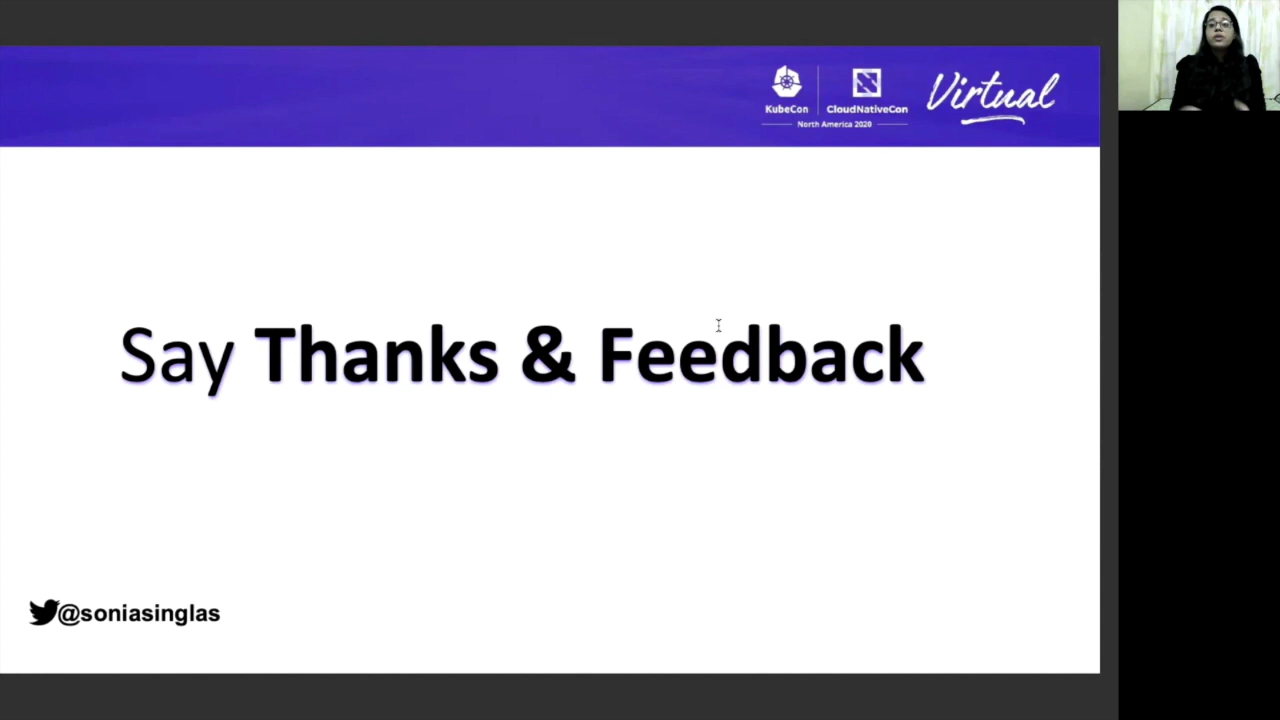 KubeCon
CloudNativeCon
North America 2020
Virtual
Say Thanks & Feedback
@soniasinglas